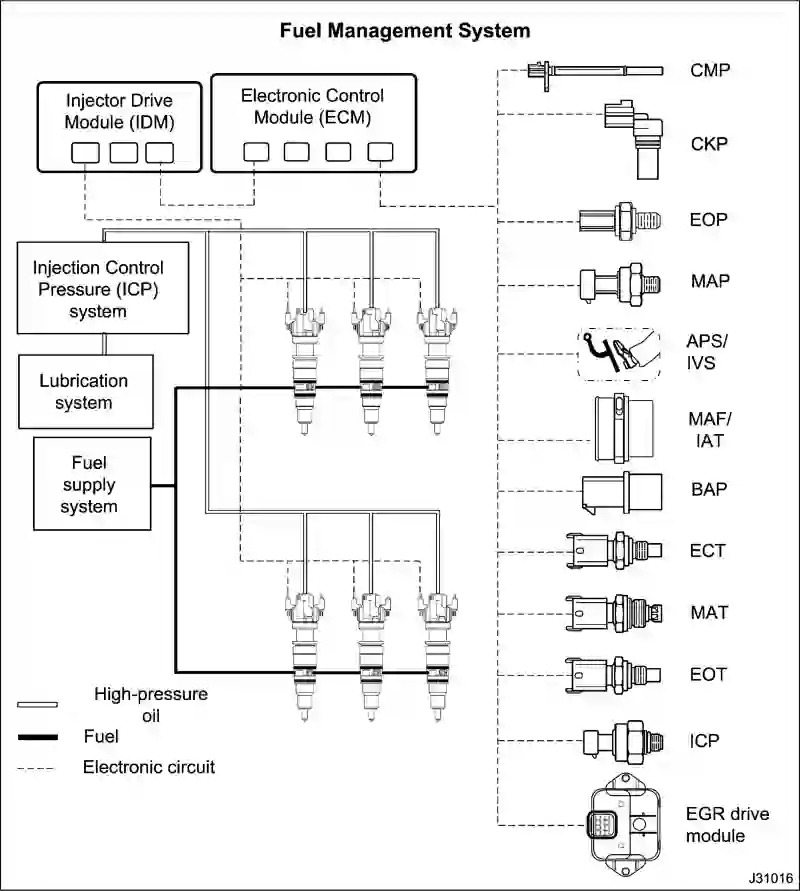 Fuel Management System
Injector Drive
Module (IDM)
Electronic Control
Module (ECM)
Injection Control
Pressure (ICP)
system
Lubrication
system
Fuel
supply
system
High-pressure
oil
Fuel
Electronic circuit
CMP
CKP
EOP
MAP
APS/
IVS
MAF/
IAT
BAP
ECT
MAT
EOT
ICP
EGR drive
module
J31016